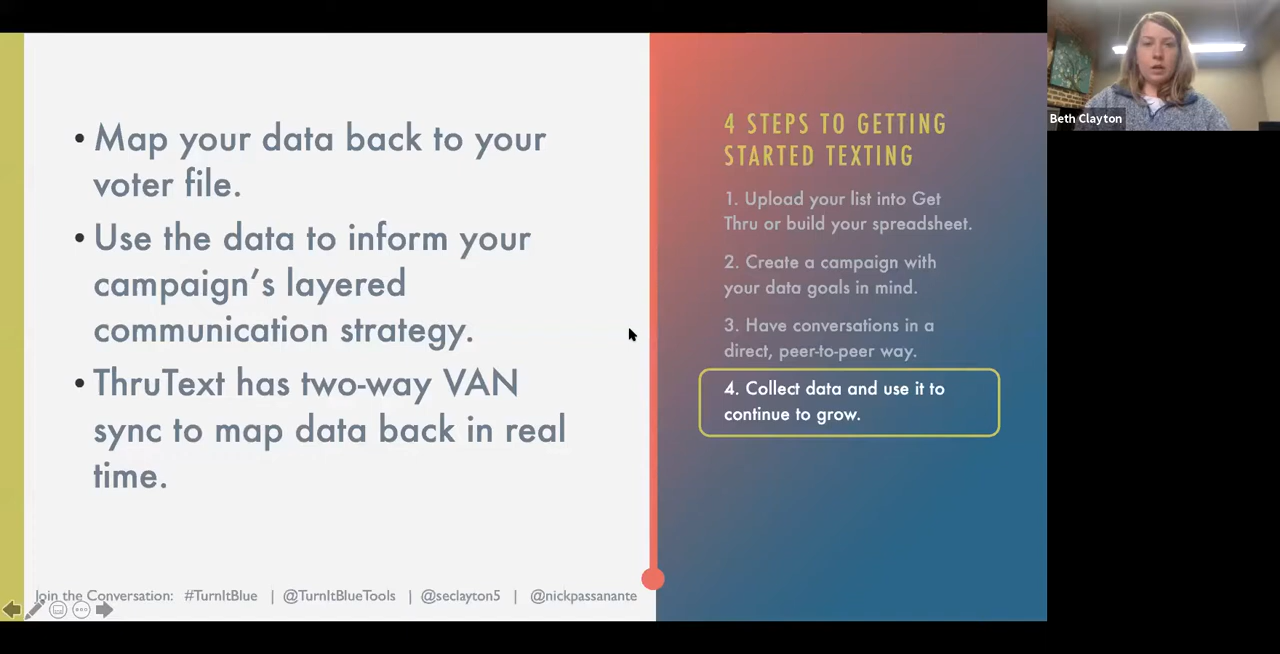 • Map your data back to your
voter file.
• Use the data to inform your
campaign’s layered
communication strategy.
• ThruText has two-way VAN
sync to map data back in real
time.
4 STEPS TO GETTING
STARTED TEXTING
1. Upload your list into Get
Thru or build your spreadsheet.
2. Create a campaign with
your data goals in mind.
3. Have conversations in a
direct, peer-to-peer way.
4. Collect data and use it to
continue to grow.
Join the Conversation: #TurnItBlue | @TurnItBlueTools | @seclayton5 | @nickpassanante
Beth Clayton